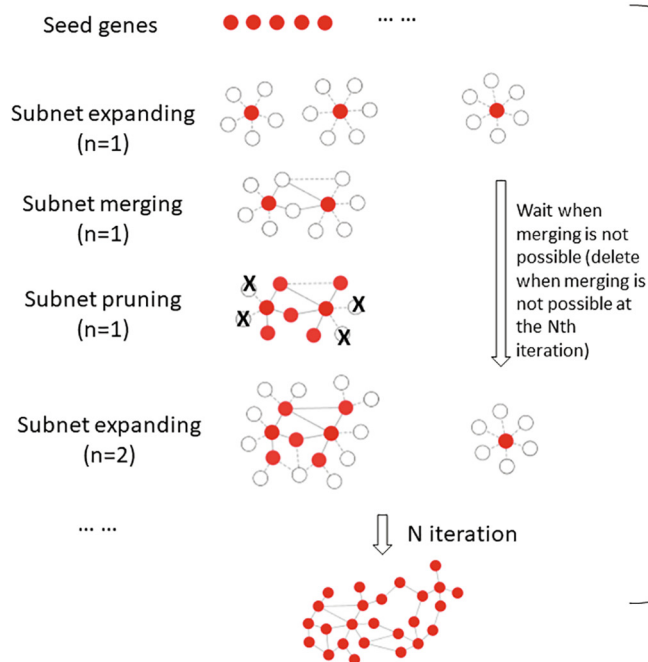 Seed genes
... ...
Subnet expanding
(n=1)
Subnet merging
(n=1)
Wait when
merging is not
possible (delete
when merging is
not possible at
the Nth
iteration)
Subnet pruning
(n=1)
X
X
X
X
Subnet expanding
(n=2)
... ...
N iteration